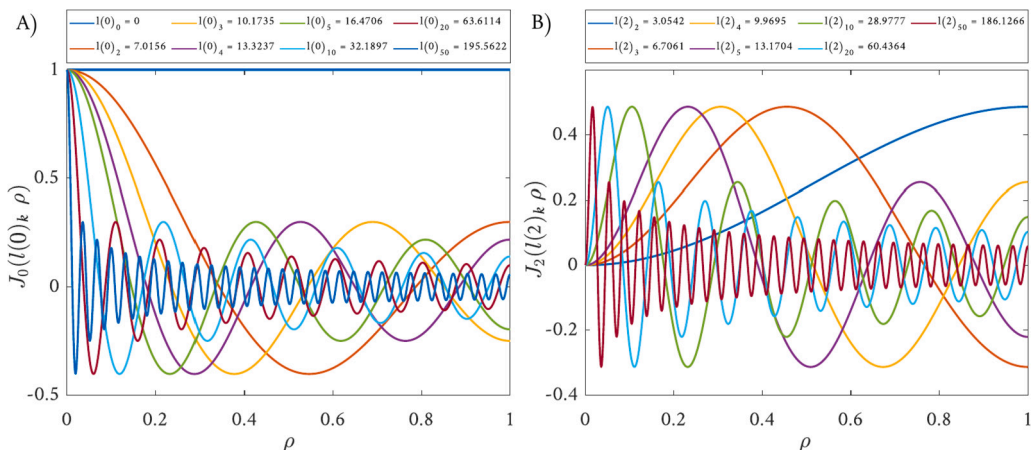 A)
l(0)₀ = 0 l(0)₃ = 10.1735 l(0)₅ = 16.4706 l(0)₂₀ = 63.6114
l(0)₂ = 7.0156 l(0)₄ = 13.3237 l(0)₁₀ = 32.1897 l(0)₅₀ = 195.5622
J₀(l(0)ₖ ρ)
1
0.5
0
-0.5
0 0.2 0.4 0.6 0.8 1
ρ
B)
l(2)₂ = 3.0542 l(2)₄ = 9.9695 l(2)₁₀ = 28.9777 l(2)₅₀ = 186.1266
l(2)₃ = 6.7061 l(2)₅ = 13.1704 l(2)₂₀ = 60.4364
J₂(l(2)ₖ ρ)
0.4
0.2
0
-0.2
0.4
0 0.2 0.4 0.6 0.8 1
ρ